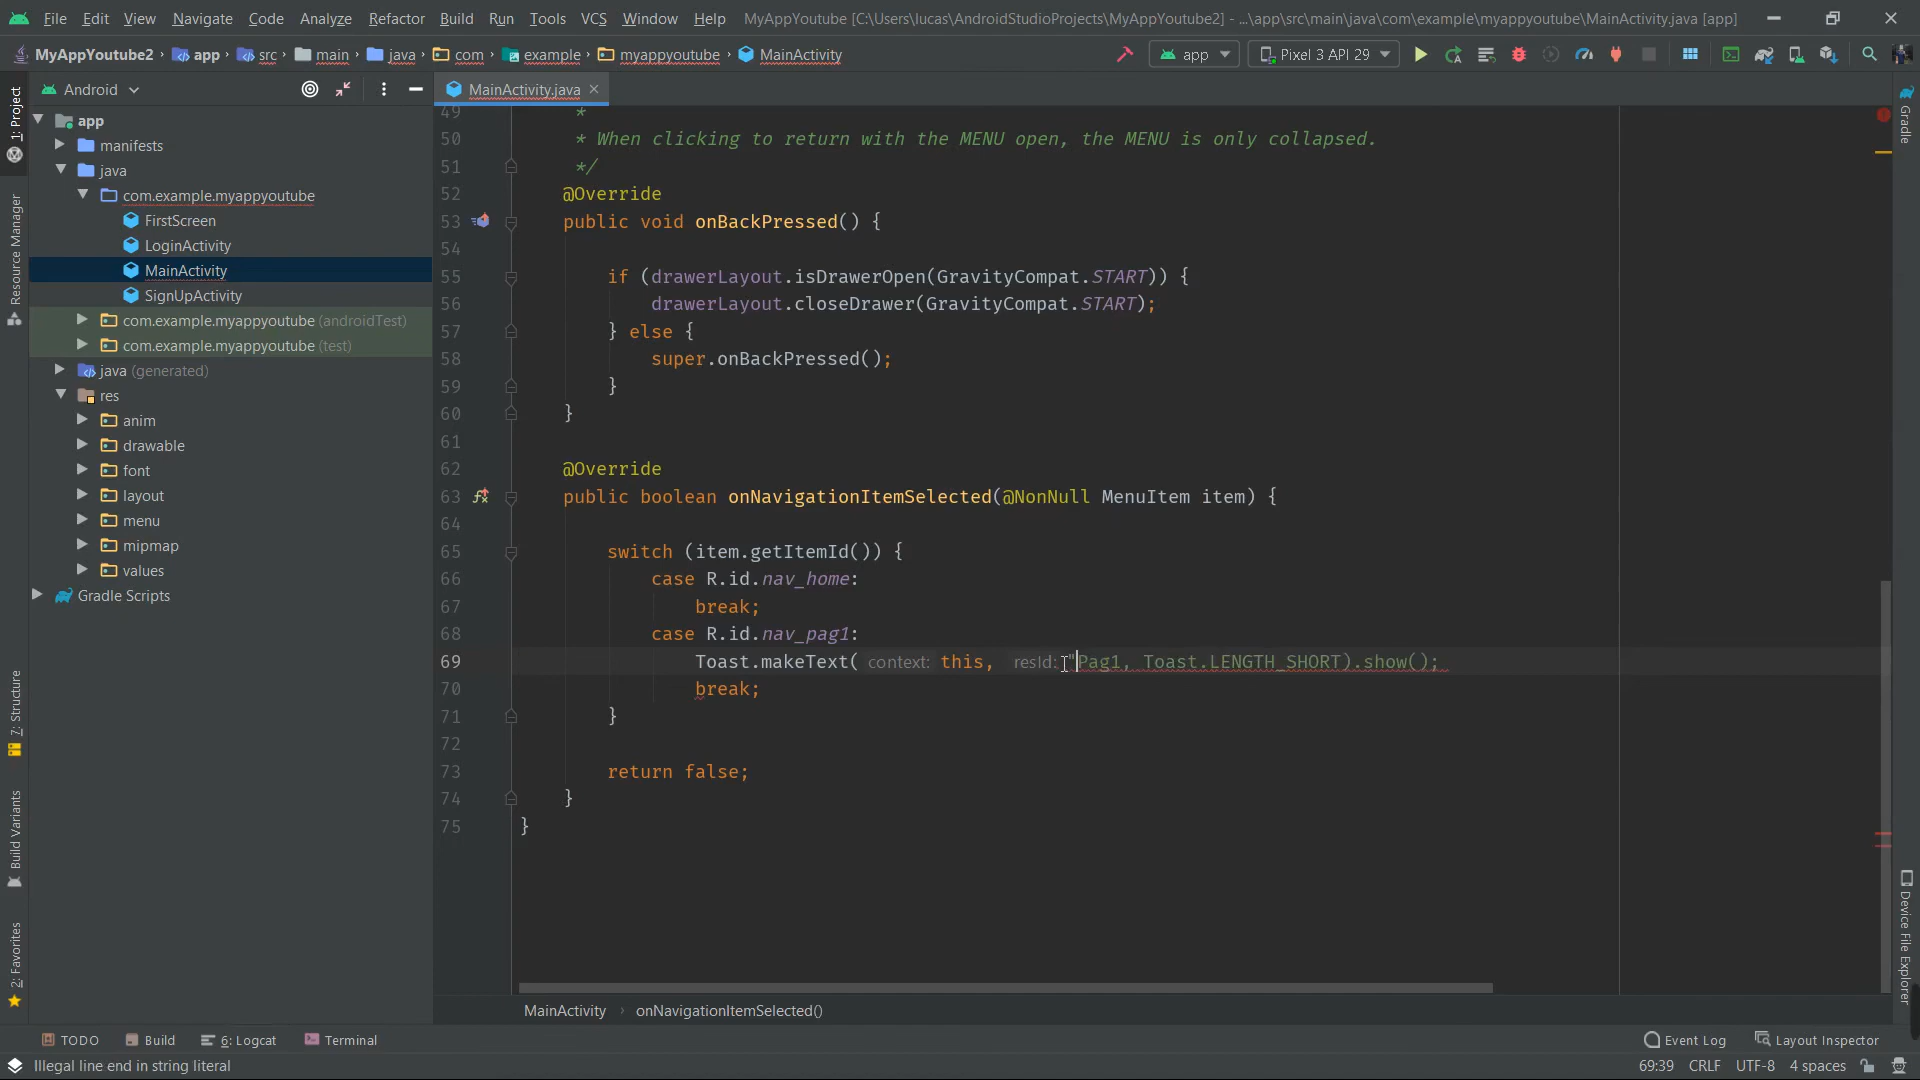 File Edit View Navigate Code Analyze Refactor Build Run Tools VCS Window Help MyAppYoutube [C:\Users\lucas\AndroidStudioProjects\MyAppYoutube2] - ...\app\src\main\java\com\example\myappyoutube\MainActivity.java [app]
MyAppYoutube2 app src main java com example myappyoutube MainActivity app Pixel 3 API 29
Android
MainActivity.java
1: Project
Resource Manager
7: Structure
Build Variants
2: Favorites
app
manifests
java
com.example.myappyoutube
FirstScreen
LoginActivity
MainActivity
SignUpActivity
com.example.myappyoutube (androidTest)
com.example.myappyoutube (test)
java (generated)
res
anim
drawable
font
layout
menu
mipmap
values
Gradle Scripts
49 *
50 * When clicking to return with the MENU open, the MENU is only collapsed.
51 */
52 @Override
53 public void onBackPressed() {
54
55 if (drawerLayout.isDrawerOpen(GravityCompat.START)) {
56 drawerLayout.closeDrawer(GravityCompat.START);
57 } else {
58 super.onBackPressed();
59 }
60 }
61
62 @Override
63 public boolean onNavigationItemSelected(@NonNull MenuItem item) {
64
65 switch (item.getItemId()) {
66 case R.id.nav_home:
67 break;
68 case R.id.nav_pag1:
69 Toast.makeText( context: this, resId: "Pag1, Toast.LENGTH_SHORT).show();
70 break;
71 }
72
73 return false;
74 }
75 }
Gradle
Device File Explorer
MainActivity › onNavigationItemSelected()
TODO Build 6: Logcat Terminal Event Log Layout Inspector
Illegal line end in string literal 69:39 CRLF UTF-8 4 spaces